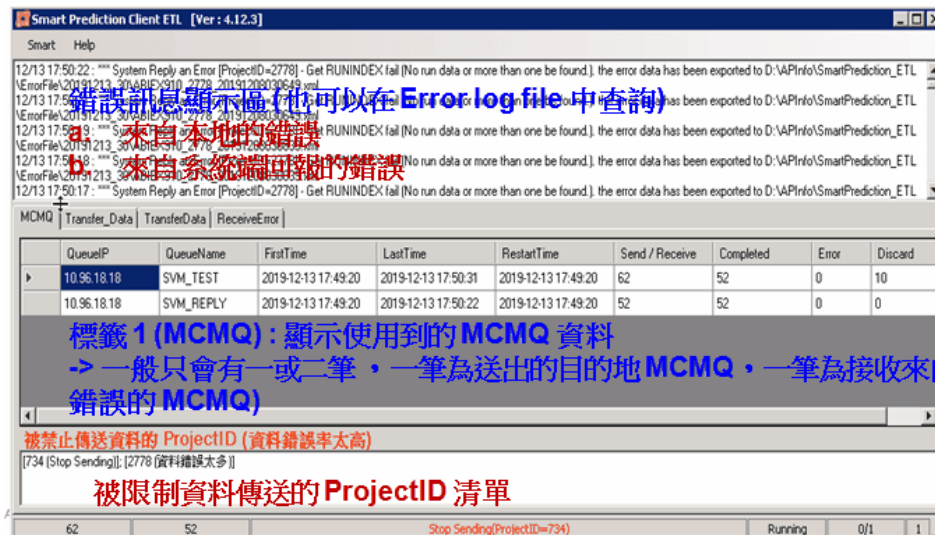 Smart Prediction Client ETL [Ver : 4.12.3]
Smart Help
12/13 17:50:22 : *** System Reply an Error [ProjectID=2778] - Get RUNINDEX fail (No run data or more than one be found.). the error data has been exported to D:\APInfo\SmartPrediction_ETL
\ErrorFile\20191213_30\ABIEX910_2778_20191208030649.xml
錯誤訊息顯示區 (也可以在 Error log file 中查詢)
a. 來自本地的錯誤
b. 來自系統端回報的錯誤
12/13 17:50:17 : *** System Reply an Error [ProjectID=2778] - Get RUNINDEX fail (No run data or more than one be found.). the error data has been exported to D:\APInfo\SmartPrediction_ETL
MCMQ Transfer_Data TransferData ReceiveError
QueueIP QueueName FirstTime LastTime RestartTime Send / Receive Completed Error Discard
10.96.18.18 SVM_TEST 2019-12-13 17:49:20 2019-12-13 17:50:31 2019-12-13 17:49:20 62 52 0 10
10.96.18.18 SVM_REPLY 2019-12-13 17:49:20 2019-12-13 17:50:22 2019-12-13 17:49:20 52 52 0 0
標籤 1 (MCMQ) : 顯示使用到的 MCMQ 資料
-> 一般只會有一或二筆，一筆為送出的目的地 MCMQ，一筆為接收來自
錯誤的 MCMQ)
被禁止傳送資料的 ProjectID (資料錯誤率太高)
[734 (Stop Sending)]; [2778 (資料錯誤太多)]
被限制資料傳送的 ProjectID 清單
62 52 Stop Sending(ProjectID=734) Running 0/1 1